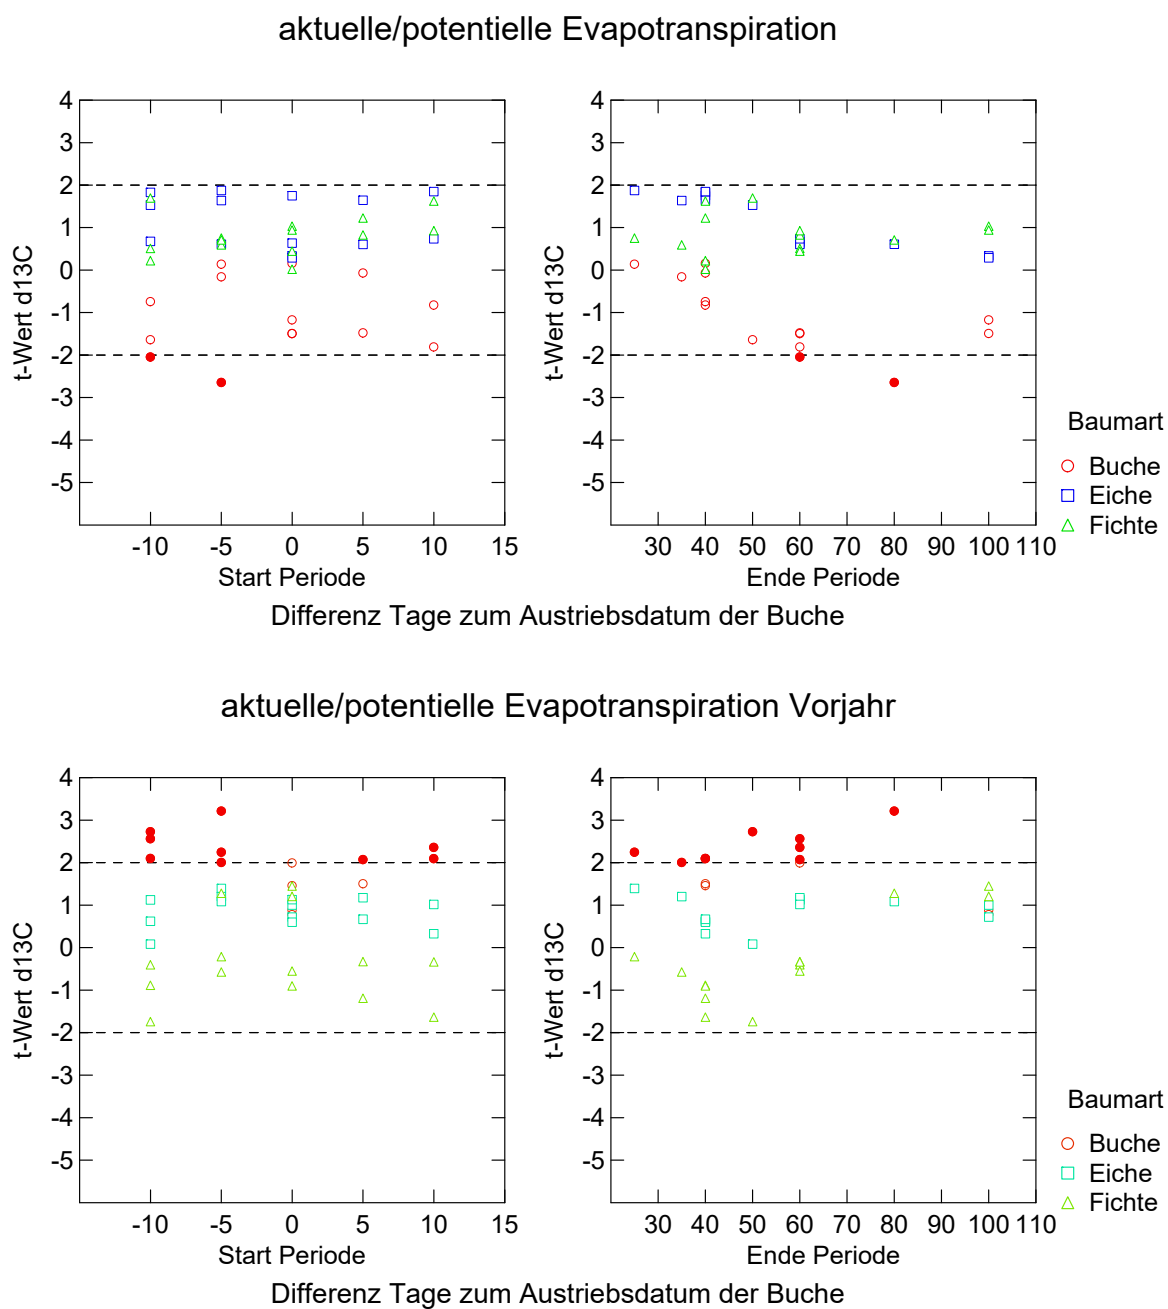 aktuelle/potentielle Evapotranspiration
4
3
2
1
0
-1
-2
-3
-4
-5
t-Wert d13C
-10 -5 0 5 10 15
Start Periode
4
3
2
1
0
-1
-2
-3
-4
-5
t-Wert d13C
30 40 50 60 70 80 90 100 110
Ende Periode
Baumart
Buche
Eiche
Fichte
Differenz Tage zum Austriebsdatum der Buche
aktuelle/potentielle Evapotranspiration Vorjahr
4
3
2
1
0
-1
-2
-3
-4
-5
t-Wert d13C
-10 -5 0 5 10 15
Start Periode
4
3
2
1
0
-1
-2
-3
-4
-5
t-Wert d13C
30 40 50 60 70 80 90 100 110
Ende Periode
Baumart
Buche
Eiche
Fichte
Differenz Tage zum Austriebsdatum der Buche